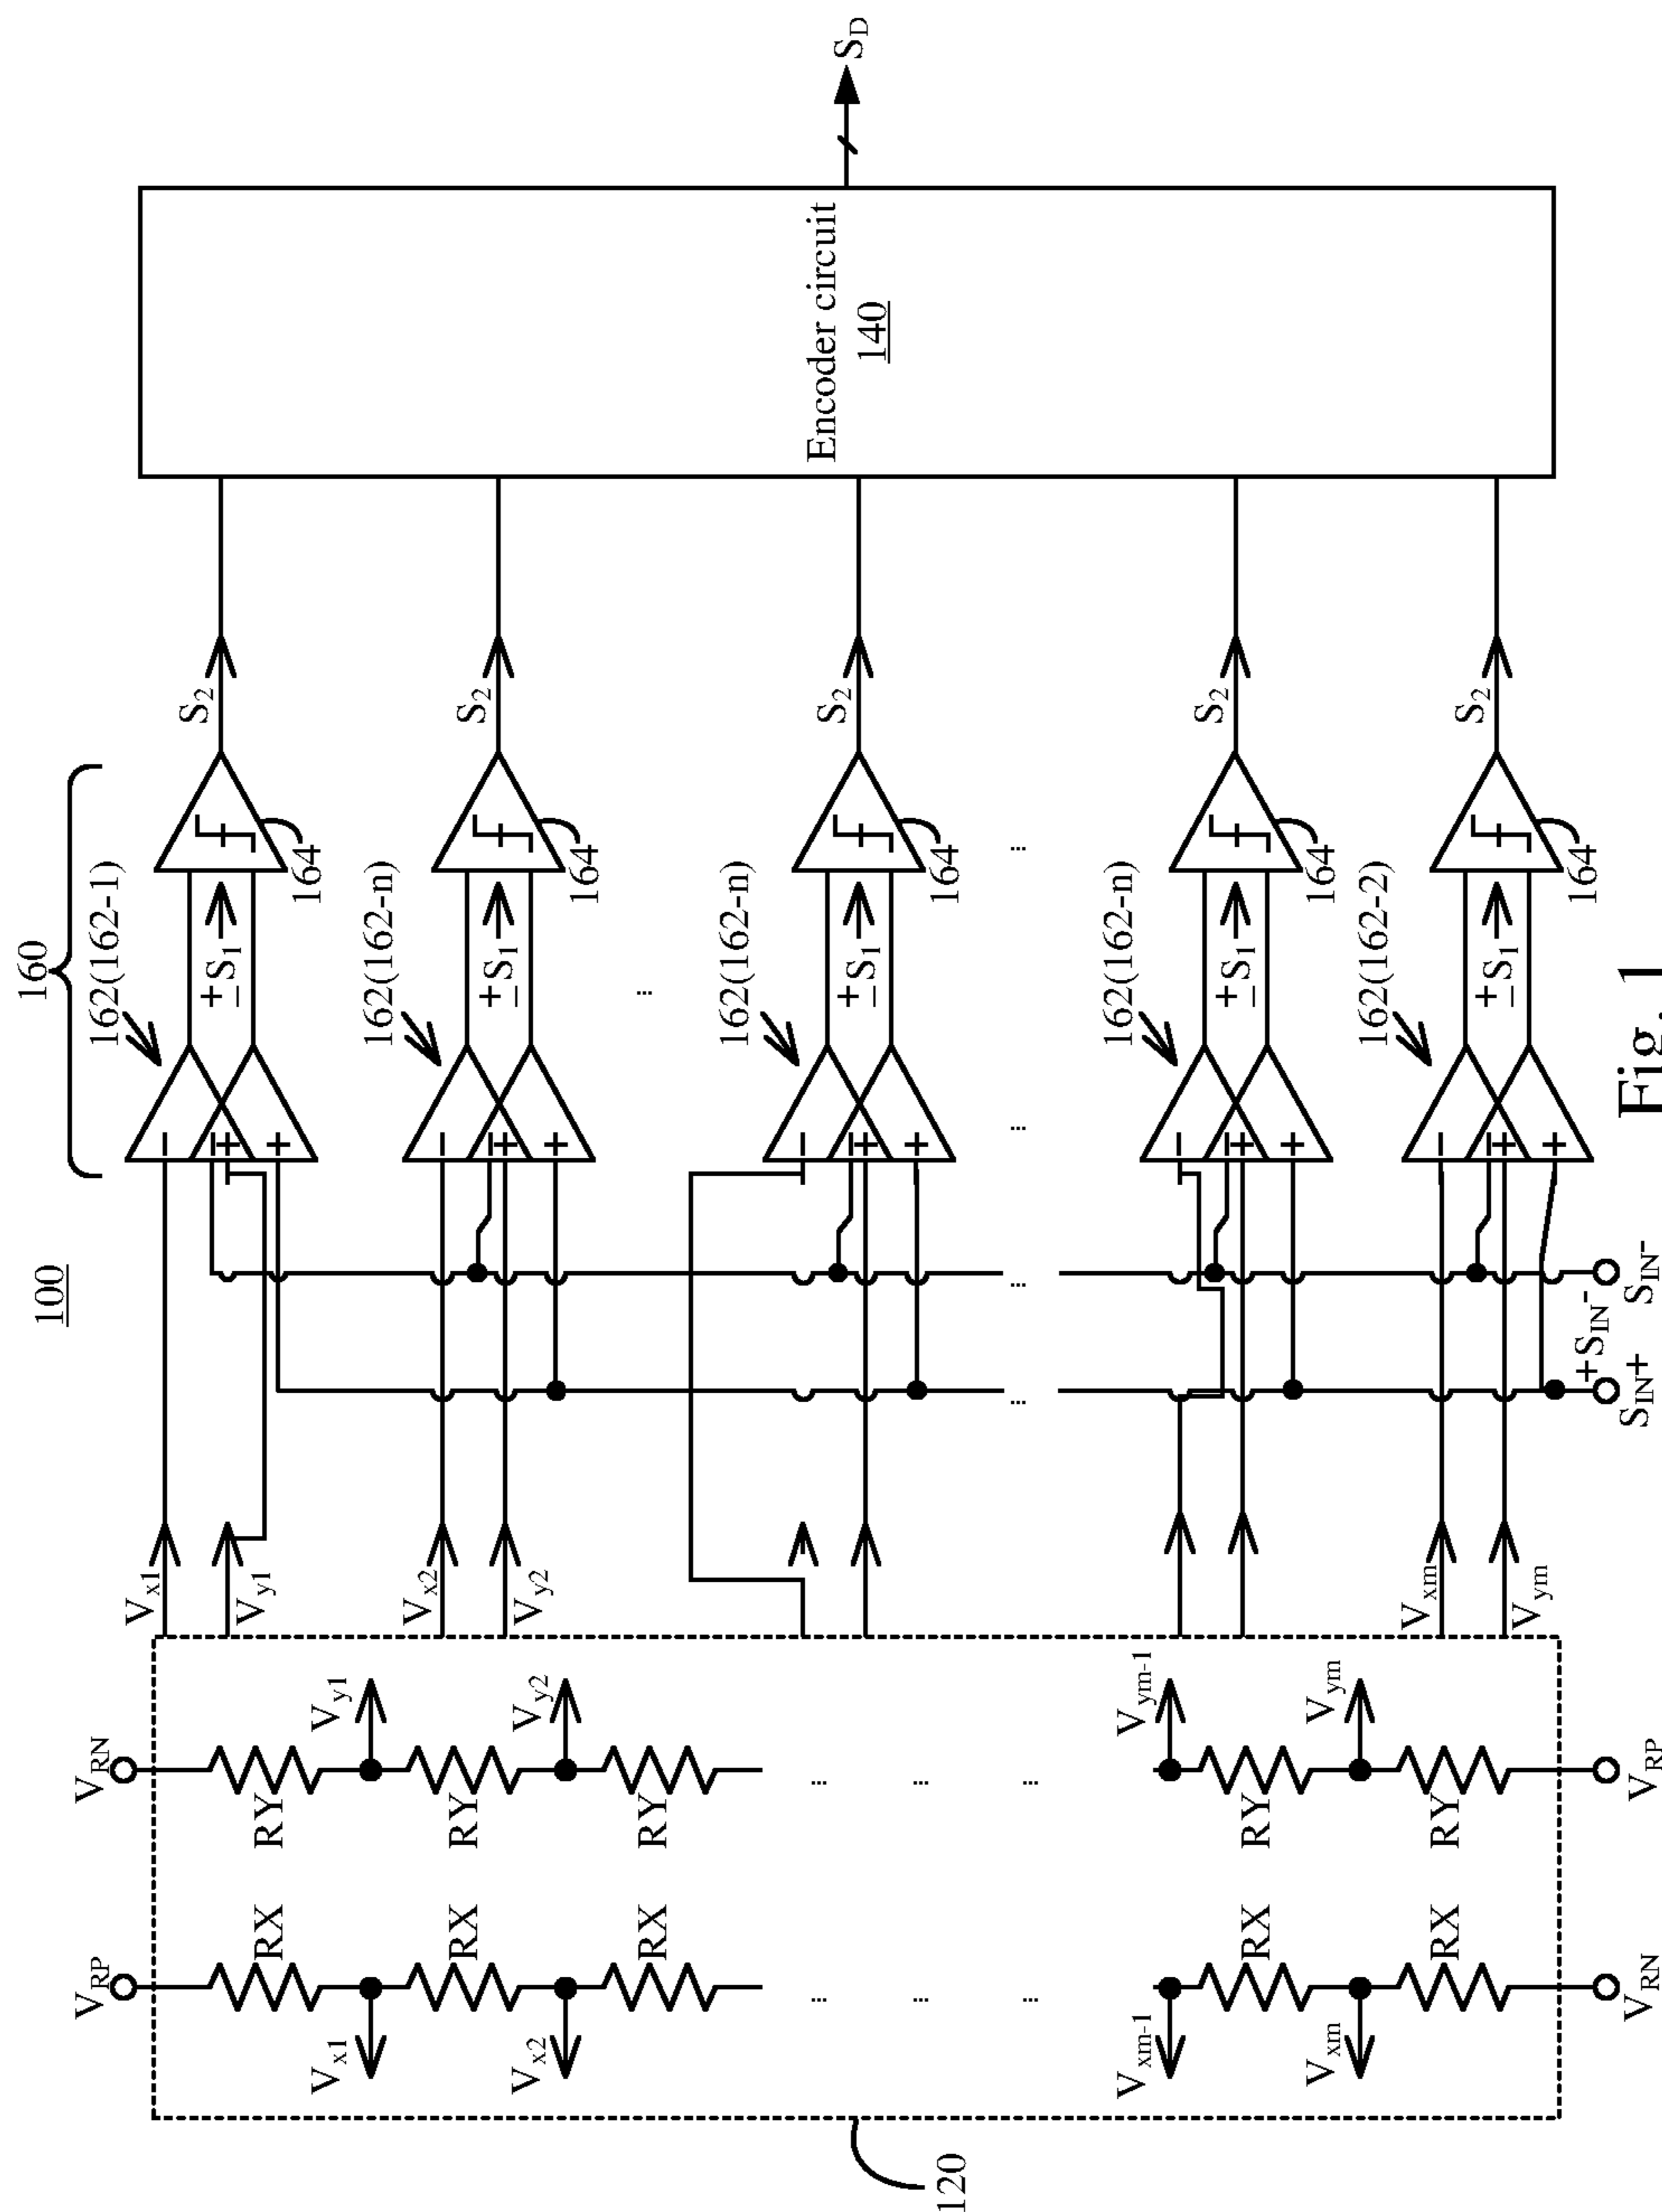 100
160
V_RP
V_RN
RX
RY
V_x1
V_y1
RX
RY
V_x2
V_y2
RX
RY
...
...
...
...
...
...
V_xm-1
V_ym-1
RX
RY
V_xm
V_ym
RX
RY
V_RN
V_RP
120
V_x1
V_y1
V_x2
V_y2
V_xm
V_ym
...
...
S_IN+
+S_IN-
S_IN-
162(162-1)
− − + +
+
−S_1
164
S_2
162(162-n)
− − + +
+
−S_1
164
S_2
...
162(162-n)
− − + +
+
−S_1
164
S_2
...
...
162(162-n)
− − + +
+
−S_1
164
S_2
162(162-2)
− − + +
+
−S_1
164
S_2
Encoder circuit
140
S_D
Fig. 1